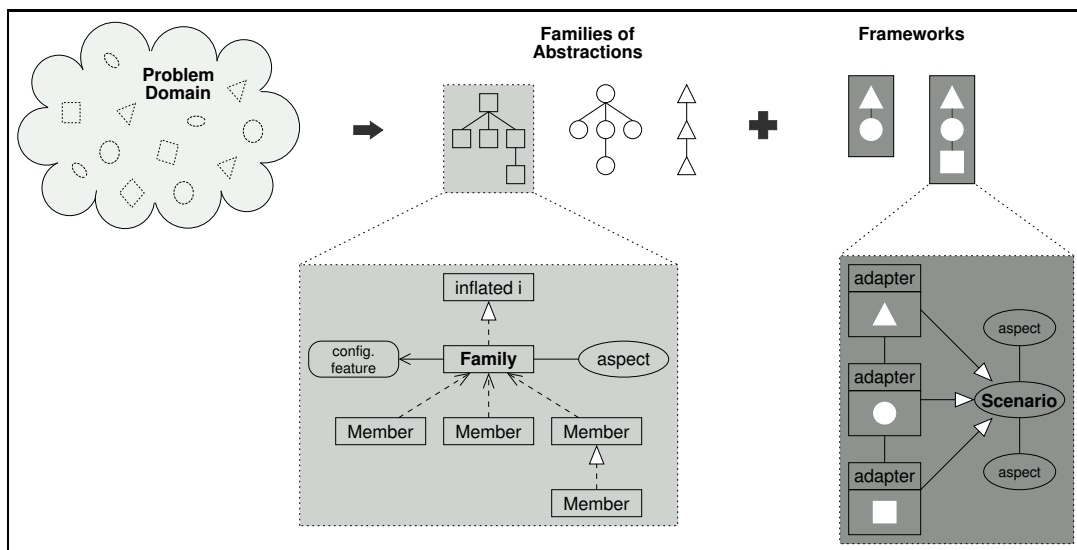 Problem
Domain
Families of
Abstractions
Frameworks
inflated i
config.
feature
Family
aspect
Member
Member
Member
Member
adapter
adapter
adapter
aspect
Scenario
aspect